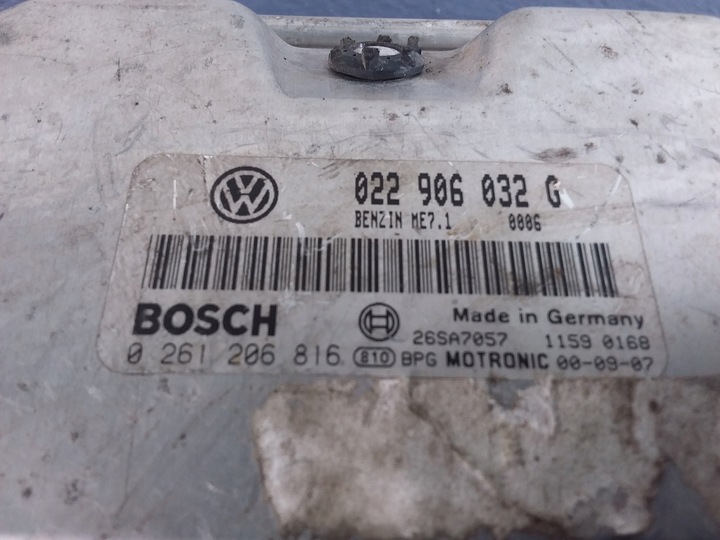 VW 022 906 032 G
BENZIN ME7.1 0006
BOSCH Made in Germany
26SA7057 1159 0168
0 261 206 816 810 BPG MOTRONIC 00-09-07